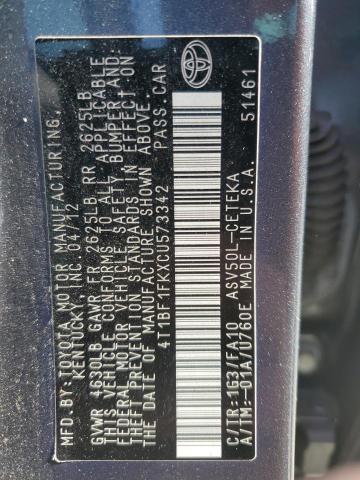 MFD. BY: TOYOTA MOTOR MANUFACTURING,
KENTUCKY, INC. 04/12
GVWR 4630LB GAWR FR 2625LB RR 2625LB
THIS VEHICLE CONFORMS TO ALL APPLICABLE
FEDERAL MOTOR VEHICLE SAFETY, BUMPER, AND
THEFT PREVENTION STANDARDS IN EFFECT ON
THE DATE OF MANUFACTURE SHOWN ABOVE.
4T1BF1FKXCU573342 PASS.CAR
C/TR:1G3/FA10 ASV50L-CETEKA
A/TM:-01A/U760E MADE IN U.S.A. 51461